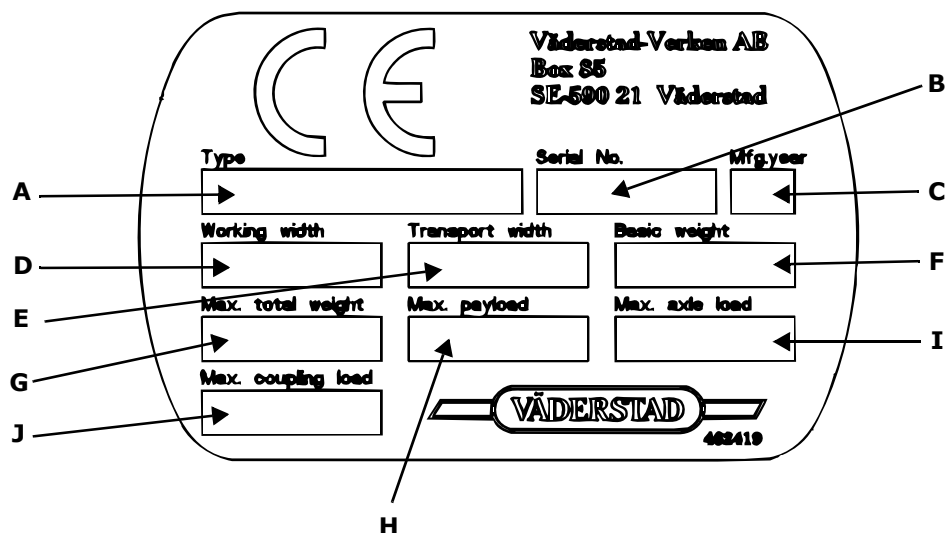 CE
Väderstad-Verken AB
Box 85
SE-590 21 Väderstad
B
Type
Serial No.
Mfg.year
A
C
Working width
Transport width
Basic weight
D
F
E
Max. total weight
Max. payload
Max. axle load
G
I
Max. coupling load
J
VÄDERSTAD
462419
H